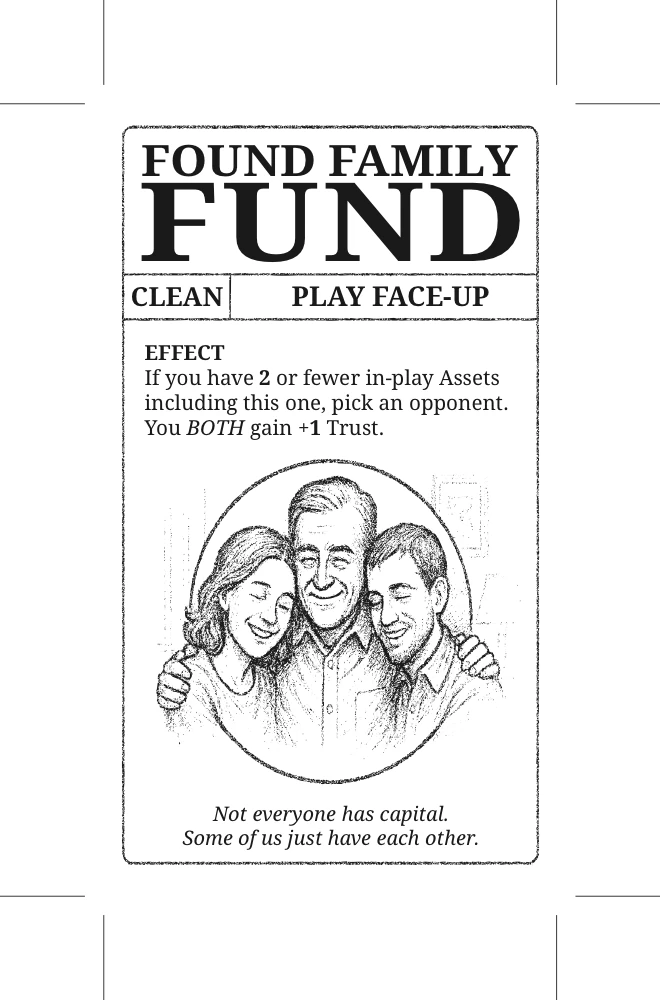 FOUND FAMILY
FUND
CLEAN
PLAY FACE-UP
EFFECT
If you have 2 or fewer in-play Assets
including this one, pick an opponent.
You BOTH gain +1 Trust.
Not everyone has capital.
Some of us just have each other.